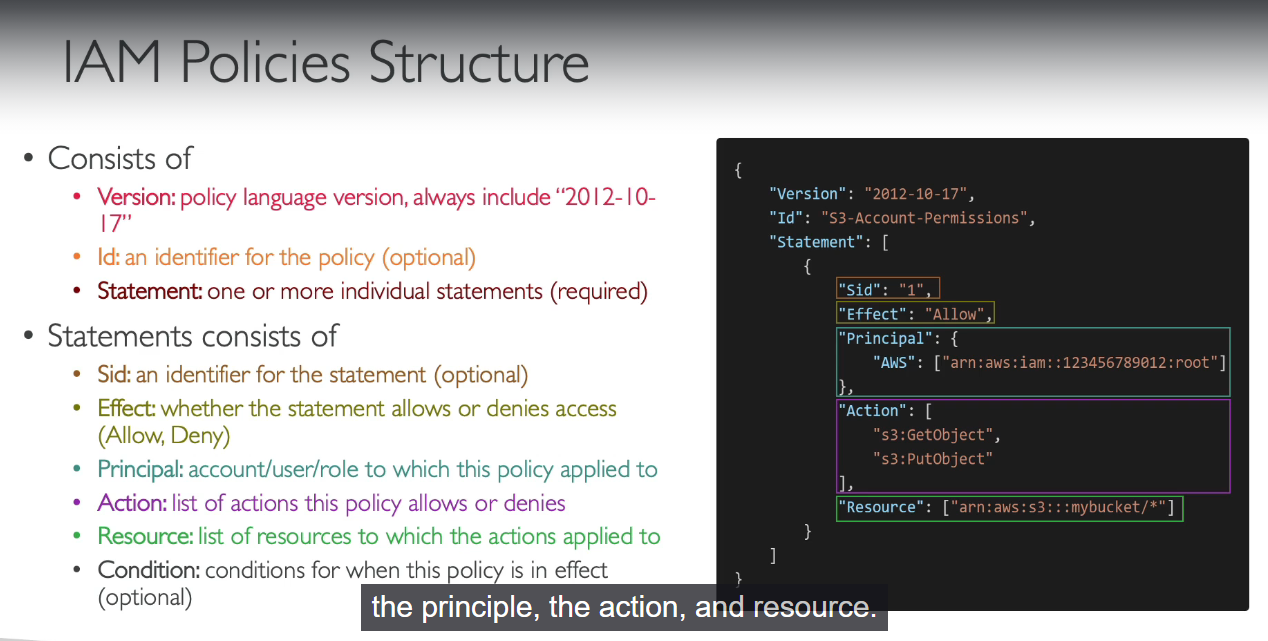 IAM Policies Structure
• Consists of
• Version: policy language version, always include “2012-10-
17”
• Id: an identifier for the policy (optional)
• Statement: one or more individual statements (required)
• Statements consists of
• Sid: an identifier for the statement (optional)
• Effect: whether the statement allows or denies access
(Allow, Deny)
• Principal: account/user/role to which this policy applied to
• Action: list of actions this policy allows or denies
• Resource: list of resources to which the actions applied to
• Condition: conditions for when this policy is in effect
(optional)
{
"Version": "2012-10-17",
"Id": "S3-Account-Permissions",
"Statement": [
{
"Sid": "1",
"Effect": "Allow",
"Principal": {
"AWS": ["arn:aws:iam::123456789012:root"]
},
"Action": [
"s3:GetObject",
"s3:PutObject"
],
"Resource": ["arn:aws:s3:::mybucket/*"]
}
]
}
the principle, the action, and resource.